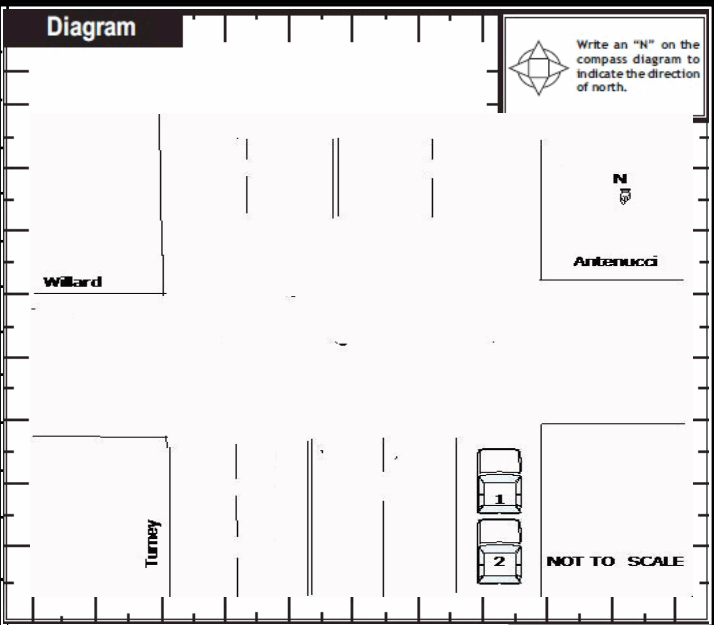 Diagram
Write an “N” on the
compass diagram to
indicate the direction
of north.
N
Antenucci
Willard
Turney
1
2
NOT TO SCALE